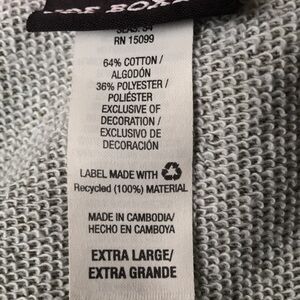 RN 15099
64% COTTON /
ALGODÓN
36% POLYESTER /
POLIÉSTER
EXCLUSIVE OF
DECORATION /
EXCLUSIVO DE
DECORACIÓN
LABEL MADE WITH
Recycled (100%) MATERIAL
MADE IN CAMBODIA/
HECHO EN CAMBOYA
EXTRA LARGE/
EXTRA GRANDE